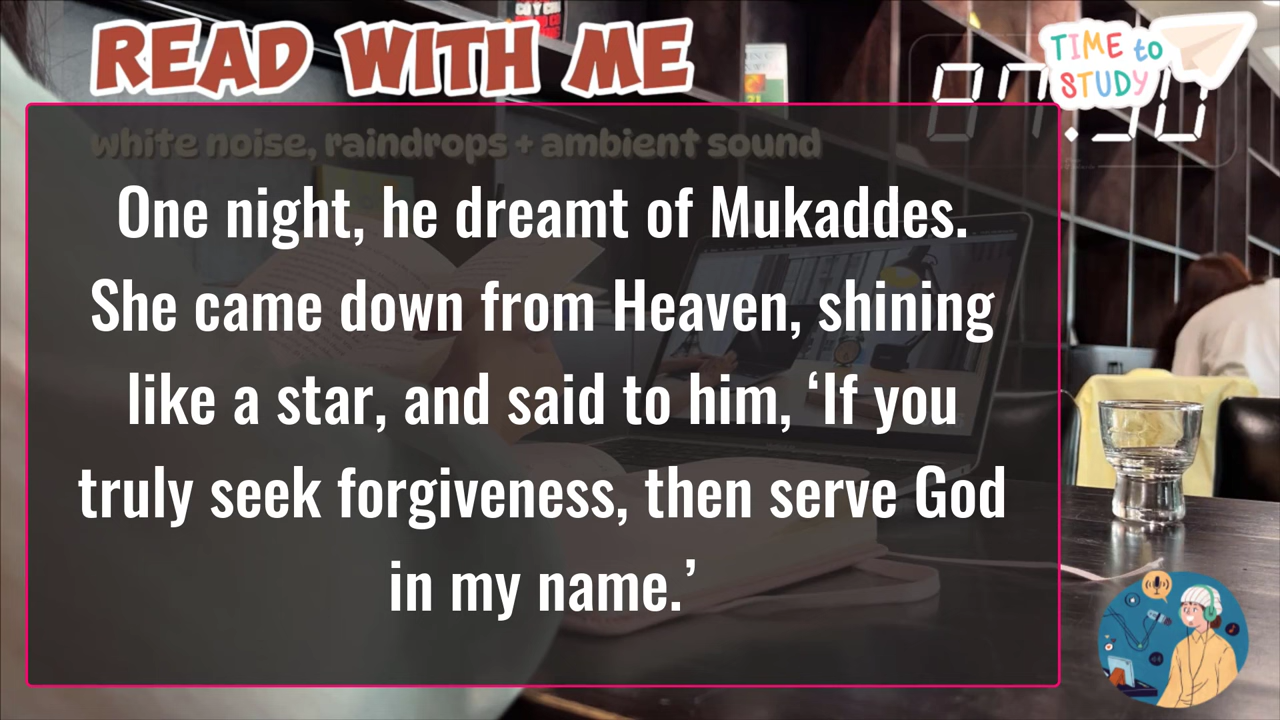 READ WITH ME
TIME to
STUDY
white noise, raindrops + ambient sound
One night, he dreamt of Mukaddes.
She came down from Heaven, shining
like a star, and said to him, ‘If you
truly seek forgiveness, then serve God
in my name.’